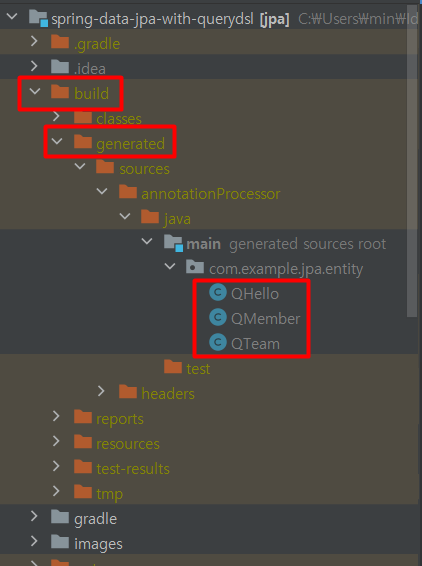 spring-data-jpa-with-querydsl [jpa] C:₩Users₩min₩Id
.gradle
.idea
build
classes
generated
sources
annotationProcessor
java
main generated sources root
com.example.jpa.entity
QHello
QMember
QTeam
test
headers
reports
resources
test-results
tmp
gradle
images